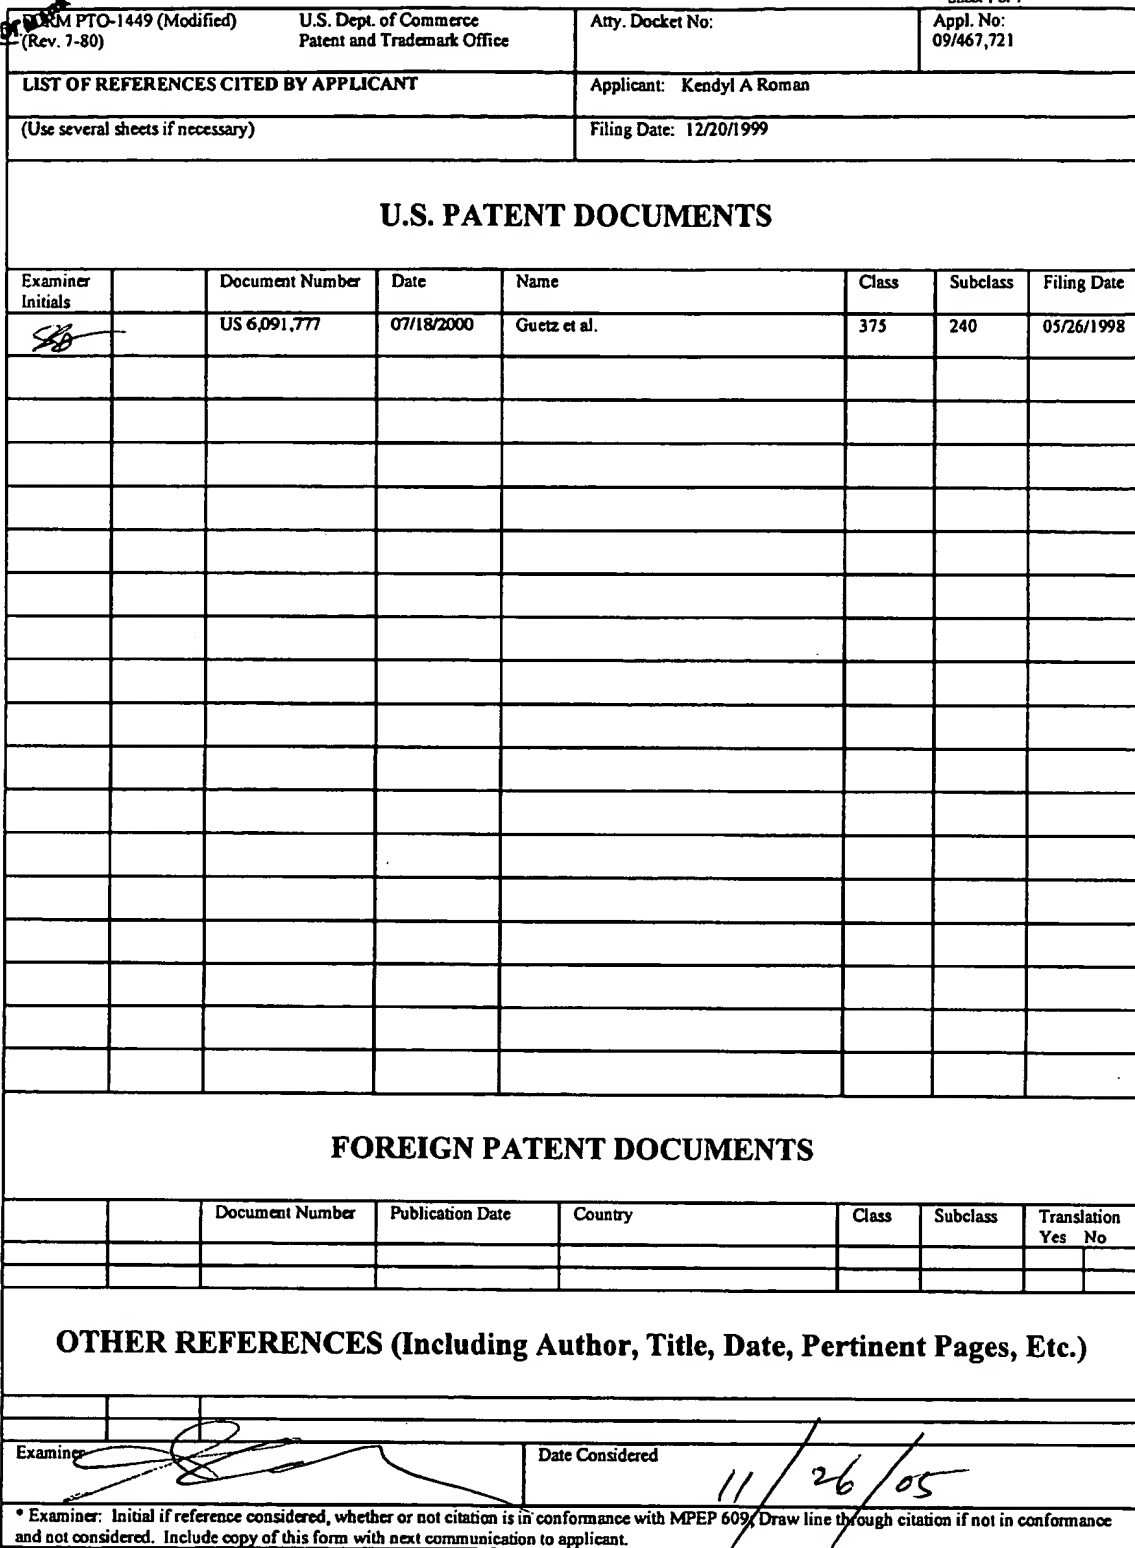 FORM PTO-1449 (Modified) U.S. Dept. of Commerce Atty. Docket No: Appl. No:
(Rev. 7-80) Patent and Trademark Office 09/467,721
LIST OF REFERENCES CITED BY APPLICANT Applicant: Kendyl A Roman
(Use several sheets if necessary) Filing Date: 12/20/1999
U.S. PATENT DOCUMENTS
Examiner Document Number Date Name Class Subclass Filing Date
Initials
US 6,091,777 07/18/2000 Guetz et al. 375 240 05/26/1998
FOREIGN PATENT DOCUMENTS
Document Number Publication Date Country Class Subclass Translation
Yes No
OTHER REFERENCES (Including Author, Title, Date, Pertinent Pages, Etc.)
Examiner Date Considered
11/26/05
* Examiner: Initial if reference considered, whether or not citation is in conformance with MPEP 609; Draw line through citation if not in conformance
and not considered. Include copy of this form with next communication to applicant.